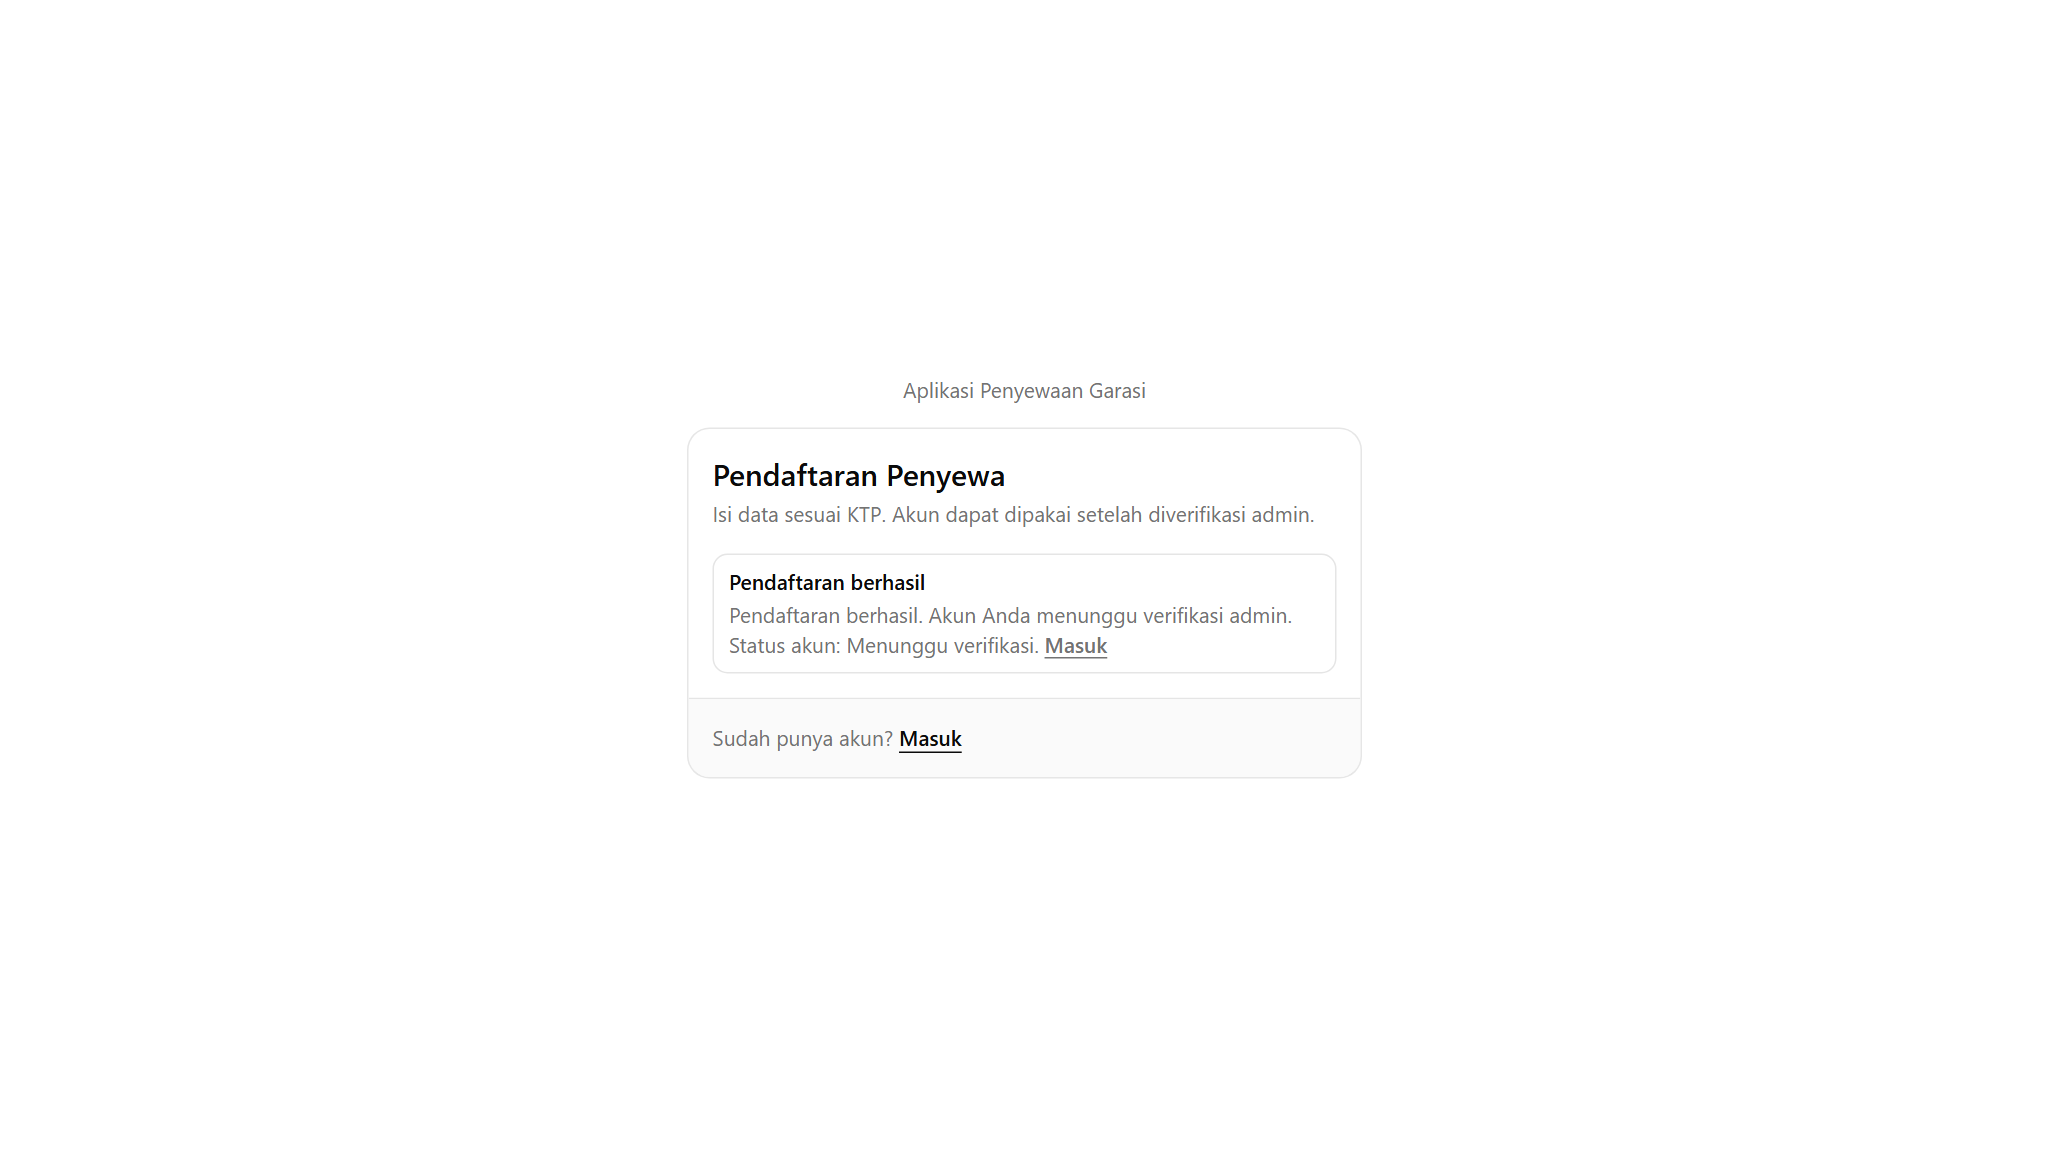 Aplikasi Penyewaan Garasi
Pendaftaran Penyewa
Isi data sesuai KTP. Akun dapat dipakai setelah diverifikasi admin.
Pendaftaran berhasil
Pendaftaran berhasil. Akun Anda menunggu verifikasi admin.
Status akun: Menunggu verifikasi. Masuk
Sudah punya akun? Masuk